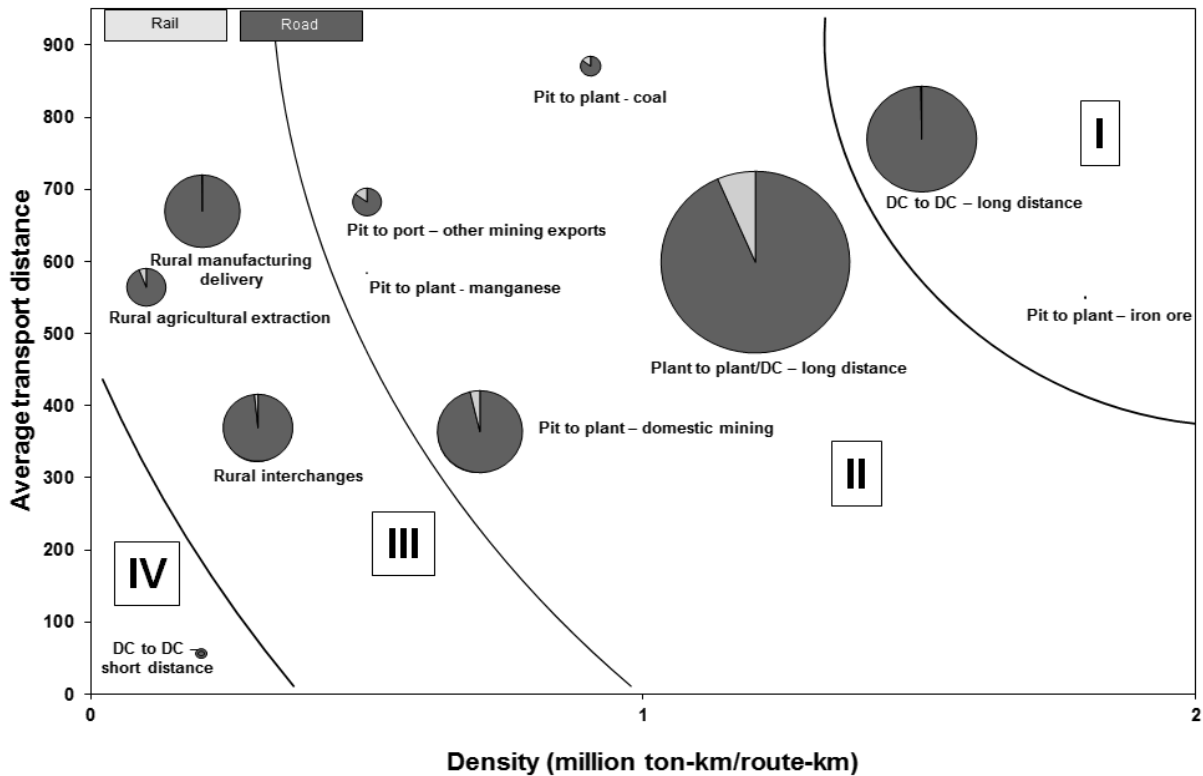 Rail
Road
900
800
700
600
500
400
300
200
100
0
Average transport distance
Pit to plant - coal
I
DC to DC – long distance
Pit to port – other mining exports
Rural manufacturing
delivery
Pit to plant - manganese
Rural agricultural extraction
Pit to plant – iron ore
Plant to plant/DC – long distance
Pit to plant – domestic mining
Rural interchanges
II
III
IV
DC to DC –
short distance
0
1
2
Density (million ton-km/route-km)